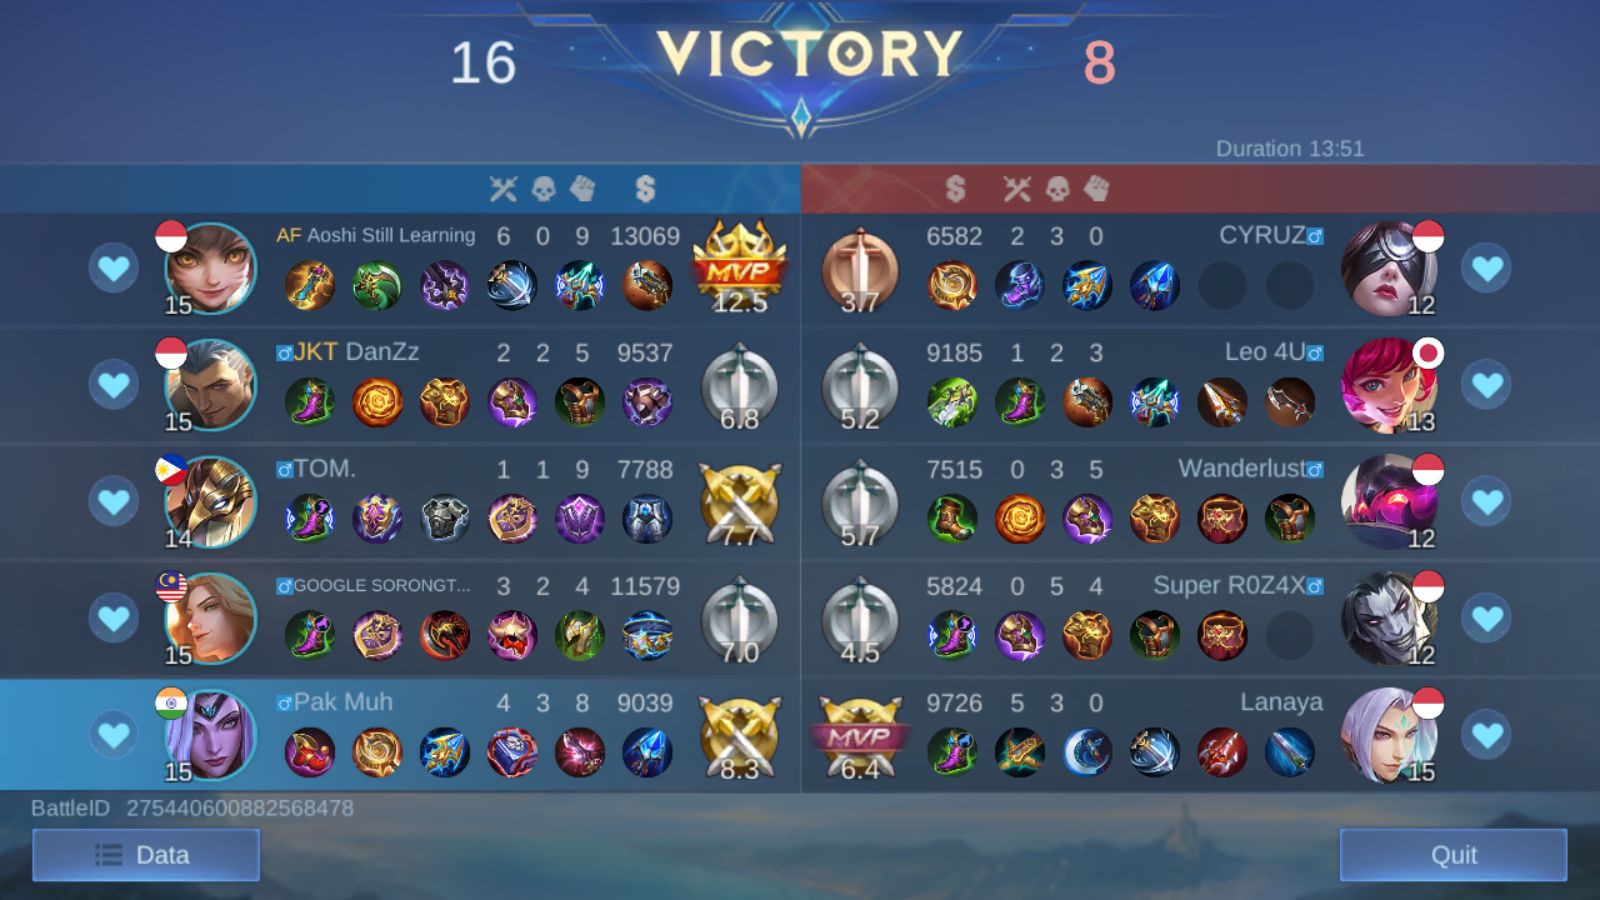 16 VICTORY 8
Duration 13:51
AF Aoshi Still Learning 6 0 9 13069 MVP 12.5 15
3.7 6582 2 3 0 CYRUZ 12
JKT DanZz 2 2 5 9537 6.8 15
5.2 9185 1 2 3 Leo 4U 13
TOM. 1 1 9 7788 7.7 14
5.7 7515 0 3 5 Wanderlust 12
GOOGLE SORONGT... 3 2 4 11579 7.0 15
4.5 5824 0 5 4 Super R0Z4X 12
Pak Muh 4 3 8 9039 8.3 15
MVP 6.4 9726 5 3 0 Lanaya 15
BattleID 275440600882568478
Data
Quit